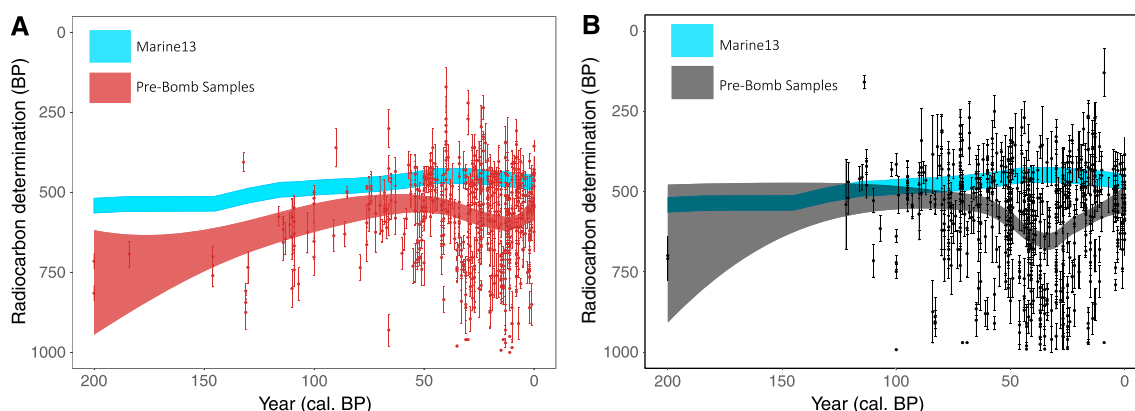 A
Radiocarbon determination (BP)
0
250
500
750
1000
Marine13
Pre-Bomb Samples
200
150
100
50
0
Year (cal. BP)
B
Radiocarbon determination (BP)
0
250
500
750
1000
Marine13
Pre-Bomb Samples
200
150
100
50
0
Year (cal. BP)